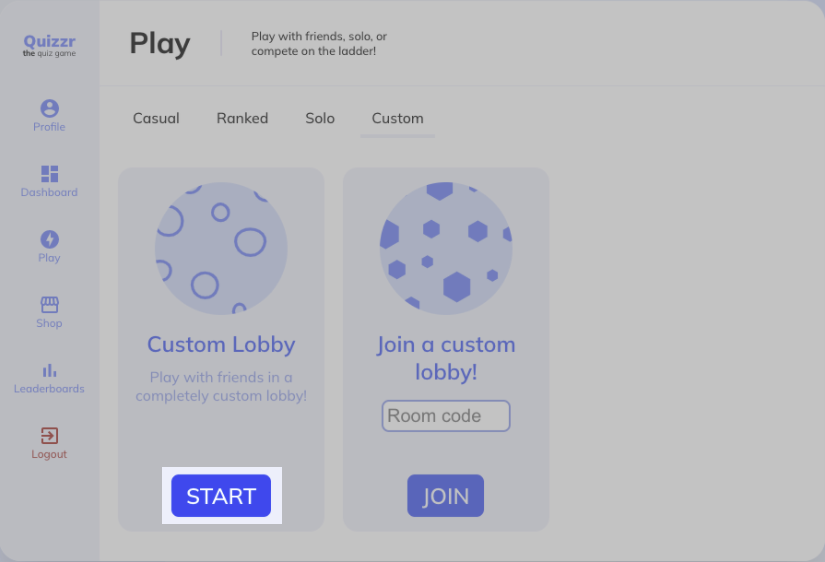 Quizzr
the quiz game
Profile
Dashboard
Play
Shop
Leaderboards
Logout
Play
Play with friends, solo, or
compete on the ladder!
Casual
Ranked
Solo
Custom
Custom Lobby
Play with friends in a
completely custom lobby!
START
Join a custom
lobby!
Room code
JOIN